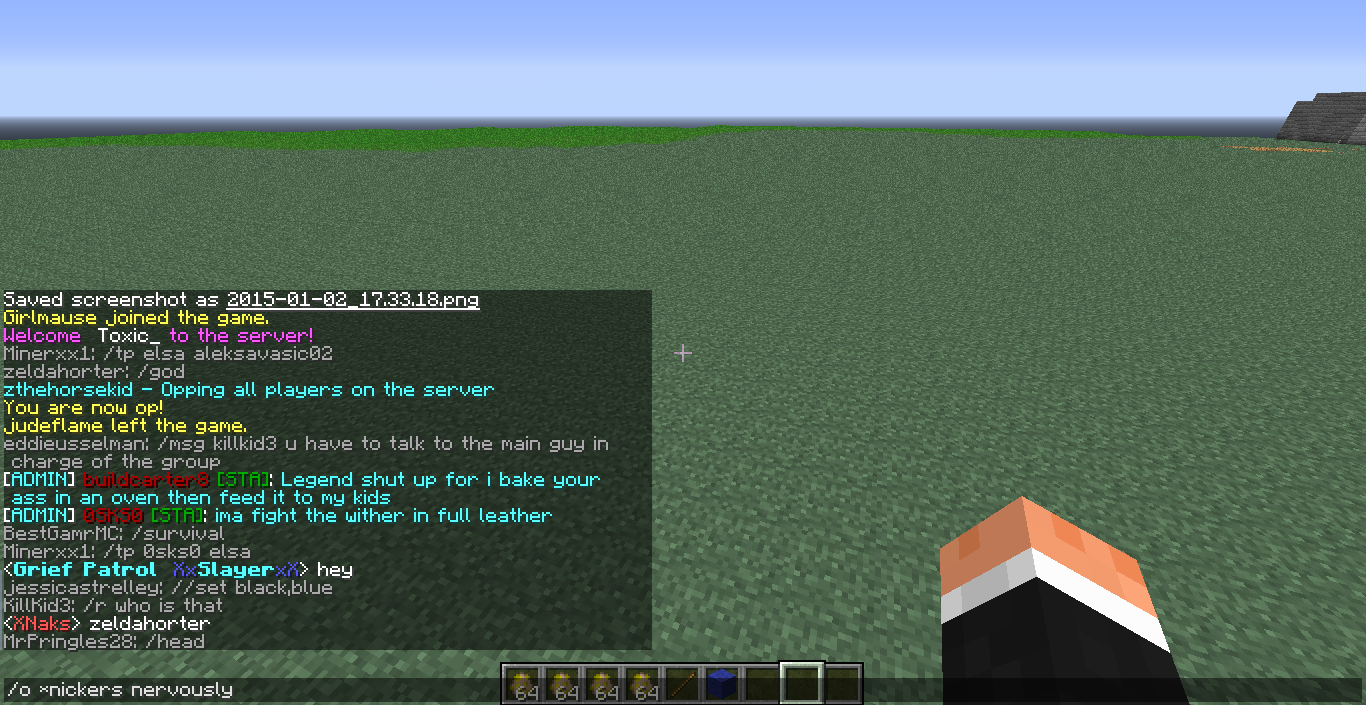 Saved screenshot as 2015-01-02_17.33.18.png
Girlmause joined the game.
Welcome Toxic_ to the server!
Minerxx1: /tp elsa aleksavasic02
zeldahorter: /god
zthehorsekid - Opping all players on the server
You are now op!
judeflame left the game.
eddieusselman: /msg killkid3 u have to talk to the main guy in
charge of the group
[ADMIN] buildcarter8 [STA]: Legend shut up for i bake your
ass in an oven then feed it to my kids
[ADMIN] 0SKS0 [STA]: ima fight the wither in full leather
BestGamrMC: /survival
Minerxx1: /tp 0sks0 elsa
<Grief Patrol XxSlayerxX> hey
jessicastrelley: //set black,blue
KillKid3: /r who is that
<XNaks> zeldahorter
MrPringles28: /head
/o *nickers nervously
64 64 64 64